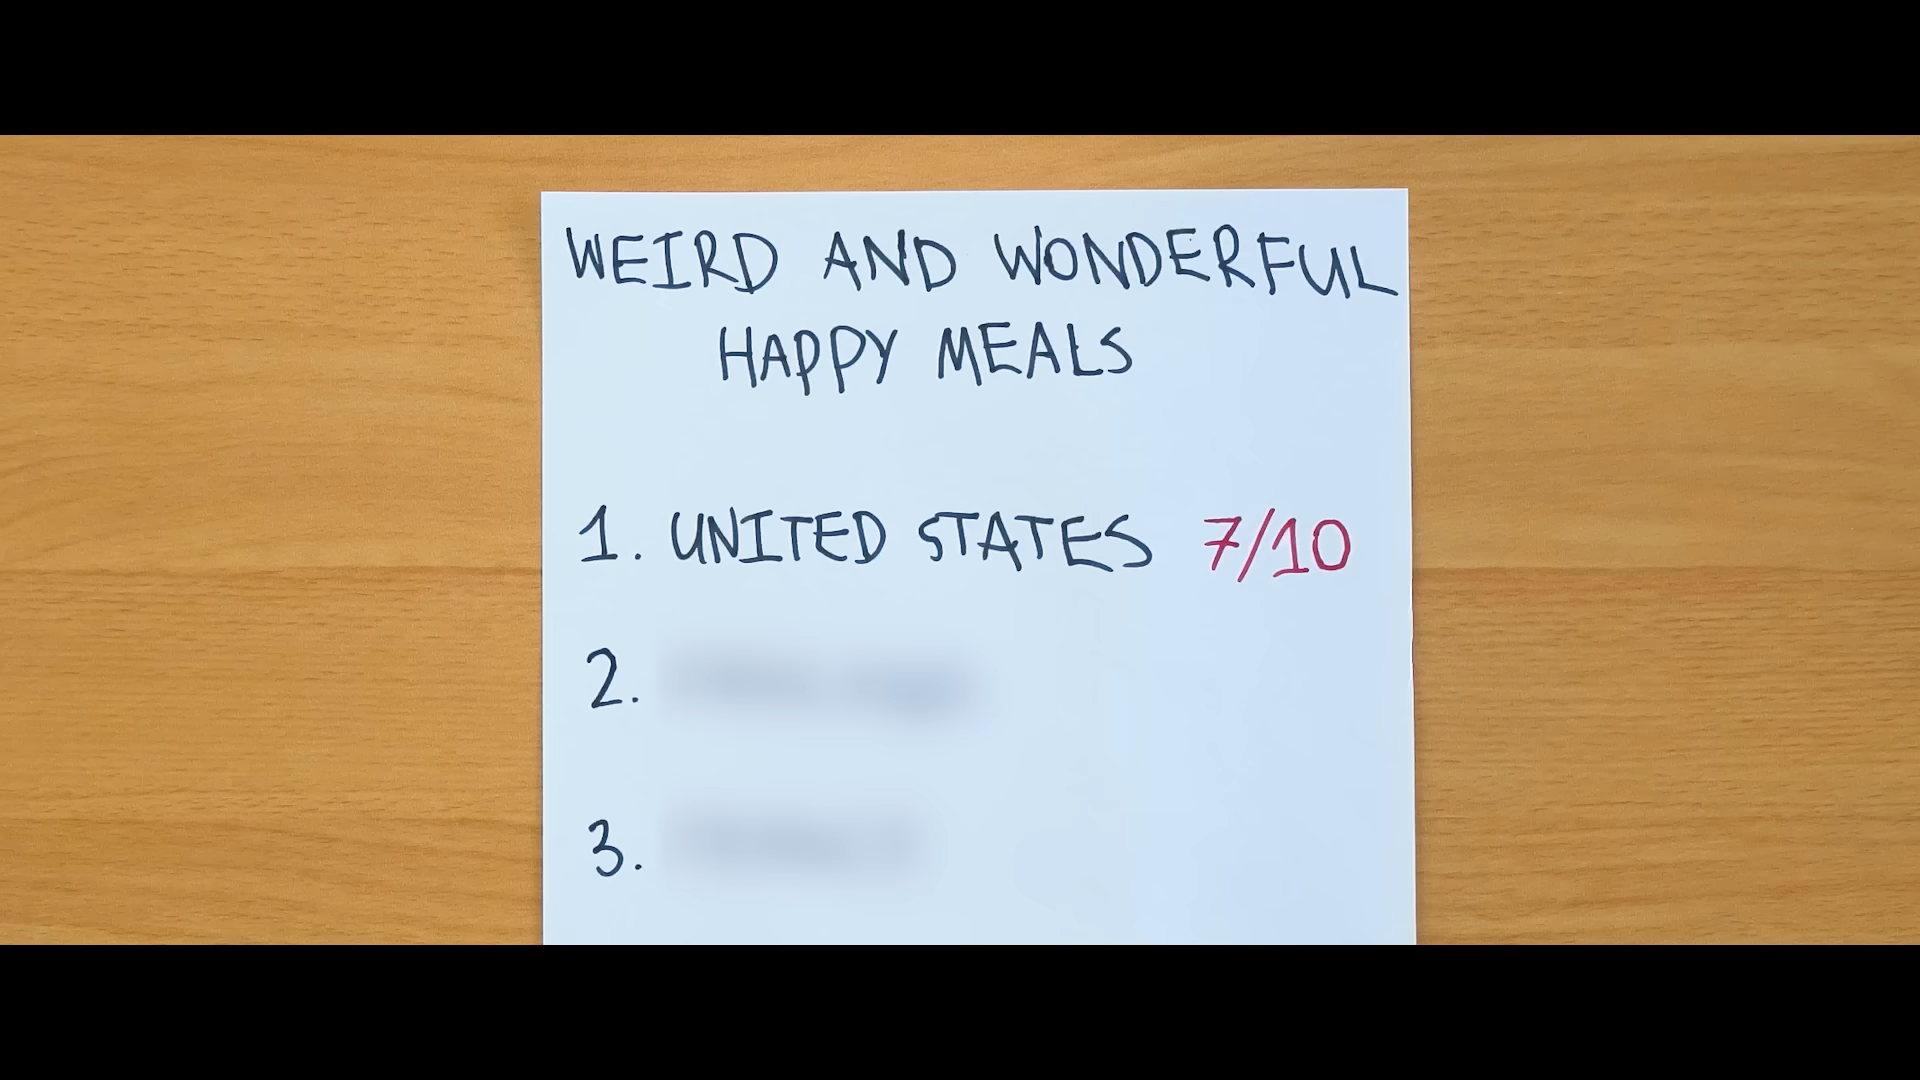 WEIRD AND WONDERFUL
HAPPY MEALS
1. UNITED STATES 7/10
2.
3.